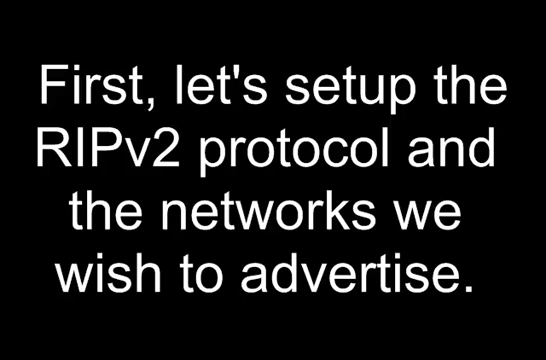 First, let's setup the
RIPv2 protocol and
the networks we
wish to advertise.